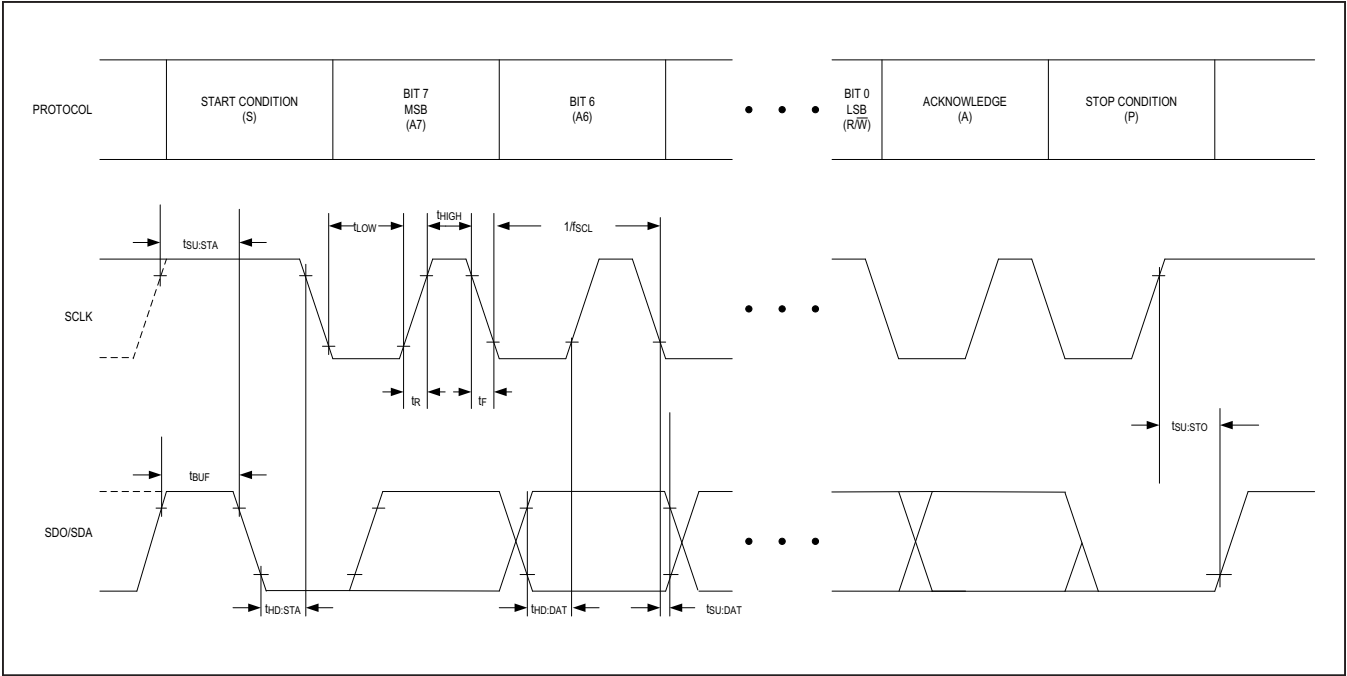 PROTOCOL
START CONDITION
(S)
BIT 7
MSB
(A7)
BIT 6
(A6)
BIT 0
LSB
(R/W̅)
ACKNOWLEDGE
(A)
STOP CONDITION
(P)
SCLK
tSU:STA
tLOW
tHIGH
1/fSCL
tR
tF
tSU:STO
SDO/SDA
tBUF
tHD:STA
tHD:DAT
tSU:DAT